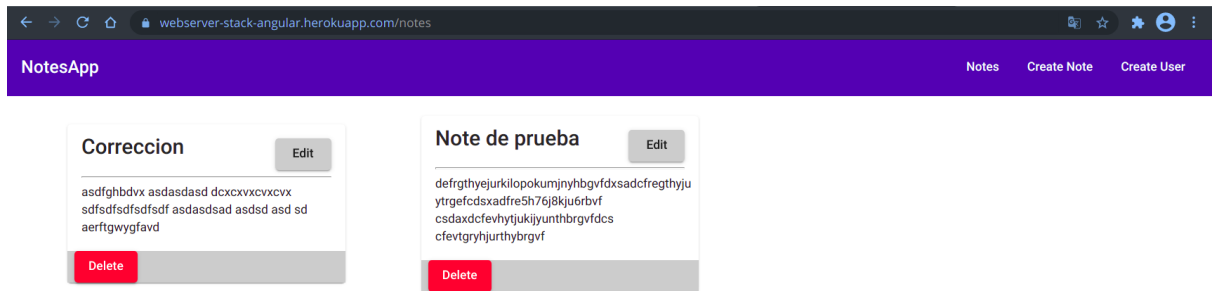 webserver-stack-angular.herokuapp.com/notes
NotesApp
Notes
Create Note
Create User
Correccion
Edit
asdfghbdvx asdasdasd dcxcxvxcvxcvx
sdfsdfsdfsdfsdf asdasdsad asdsd asd sd
aerftgwygfavd
Delete
Note de prueba
Edit
defrgthyejurkilopokumjnyhbgvfdxsadcfregthyju
ytrgefcdsxadfre5h76j8kju6rbvf
csdaxdcfevhytjukijyunthbrgvfdcs
cfevtgryhjurthybrgvf
Delete